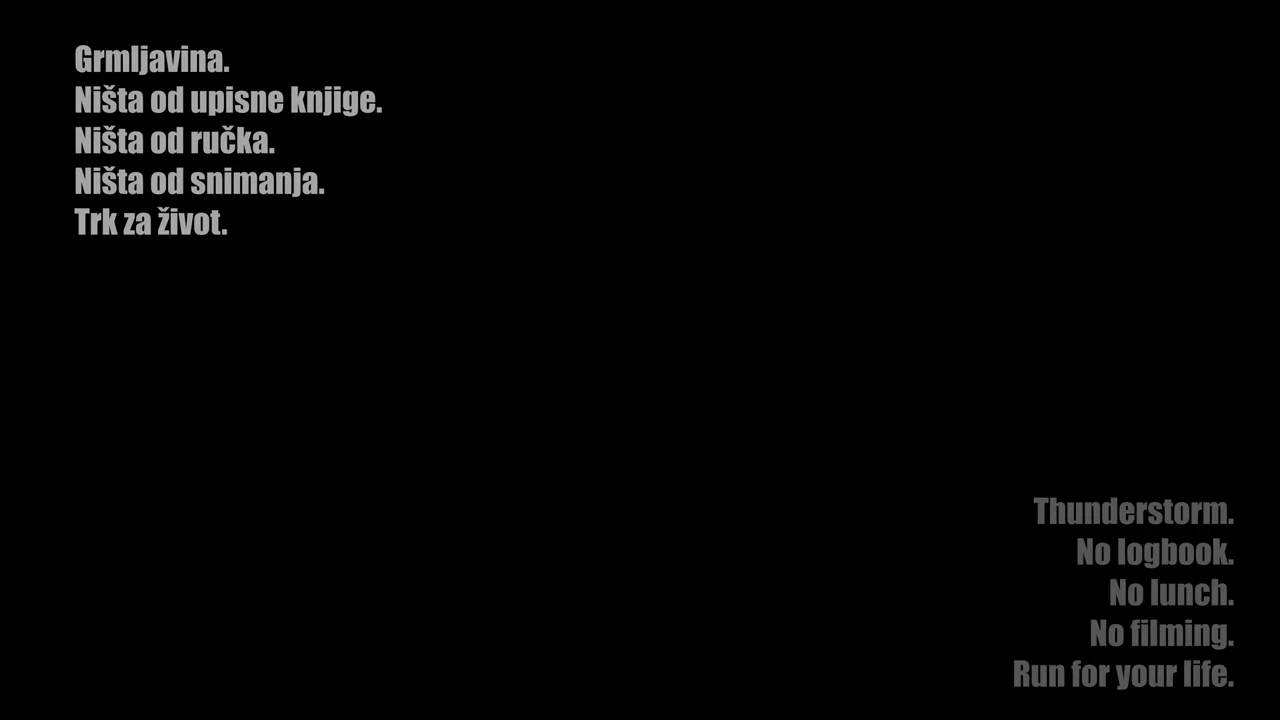 Grmljavina.
Ništa od upisne knjige.
Ništa od ručka.
Ništa od snimanja.
Trk za život.
Thunderstorm.
No logbook.
No lunch.
No filming.
Run for your life.